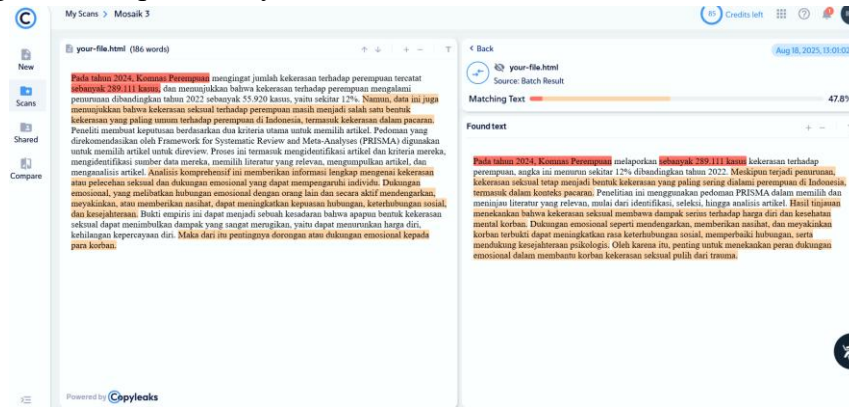 My Scans > Mosaik 3
85 Credits left
New
Scans
Shared
Compare
your-file.html (186 words)
Pada tahun 2024, Komnas Perempuan mengingat jumlah kekerasan terhadap perempuan tercatat
sebanyak 289.111 kasus, dan menunjukkan bahwa kekerasan terhadap perempuan mengalami
penurunan dibandingkan tahun 2022 sebanyak 55.920 kasus, yaitu sekitar 12%. Namun, data ini juga
menunjukkan bahwa kekerasan seksual terhadap perempuan masih menjadi salah satu bentuk
kekerasan yang paling umum terhadap perempuan di Indonesia, termasuk kekerasan dalam pacaran.
Peneliti membuat keputusan berdasarkan dua kriteria utama untuk memilih artikel. Pedoman yang
direkomendasikan oleh Framework for Systematic Review and Meta-Analyses (PRISMA) digunakan
untuk memilih artikel untuk direview. Proses ini termasuk mengidentifikasi artikel dan kriteria mereka,
mengidentifikasi sumber data mereka, memilih literatur yang relevan, mengumpulkan artikel, dan
menganalisis artikel. Analisis komprehensif ini memberikan informasi lengkap mengenai kekerasan
atau pelecehan seksual dan dukungan emosional yang dapat mempengaruhi individu. Dukungan
emosional, yang melibatkan hubungan emosional dengan orang lain dan secara aktif mendengarkan,
meyakinkan, atau memberikan nasihat, dapat meningkatkan kepuasan hubungan, keterhubungan sosial,
dan kesejahteraan. Bukti empiris ini dapat menjadi sebuah kesadaran bahwa apapun bentuk kekerasan
seksual dapat menimbulkan dampak yang sangat merugikan, yaitu dapat menurunkan harga diri,
kehilangan kepercayaan diri. Maka dari itu pentingnya dorongan atau dukungan emosional kepada
para korban.
Powered by Copyleaks
< Back
Aug 18, 2025, 13:01:02
your-file.html
Source: Batch Result
Matching Text
47.8%
Found text
Pada tahun 2024, Komnas Perempuan melaporkan sebanyak 289.111 kasus kekerasan terhadap
perempuan, angka ini menurun sekitar 12% dibandingkan tahun 2022. Meskipun terjadi penurunan,
kekerasan seksual tetap menjadi bentuk kekerasan yang paling sering dialami perempuan di Indonesia,
termasuk dalam konteks pacaran. Penelitian ini menggunakan pedoman PRISMA dalam memilih dan
meninjau literatur yang relevan, mulai dari identifikasi, seleksi, hingga analisis artikel. Hasil tinjauan
menekankan bahwa kekerasan seksual membawa dampak serius terhadap harga diri dan kesehatan
mental korban. Dukungan emosional seperti mendengarkan, memberikan nasihat, dan meyakinkan
korban terbukti dapat meningkatkan rasa keterhubungan sosial, memperbaiki hubungan, serta
mendukung kesejahteraan psikologis. Oleh karena itu, penting untuk menekankan peran dukungan
emosional dalam membantu korban kekerasan seksual pulih dari trauma.